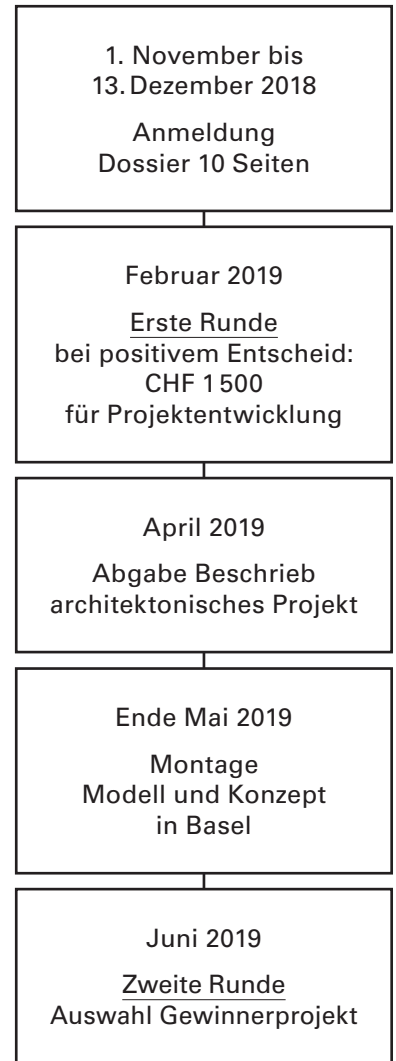 1. November bis
13. Dezember 2018
Anmeldung
Dossier 10 Seiten
Februar 2019
Erste Runde
bei positivem Entscheid:
CHF 1500
für Projektentwicklung
April 2019
Abgabe Beschrieb
architektonisches Projekt
Ende Mai 2019
Montage
Modell und Konzept
in Basel
Juni 2019
Zweite Runde
Auswahl Gewinnerprojekt